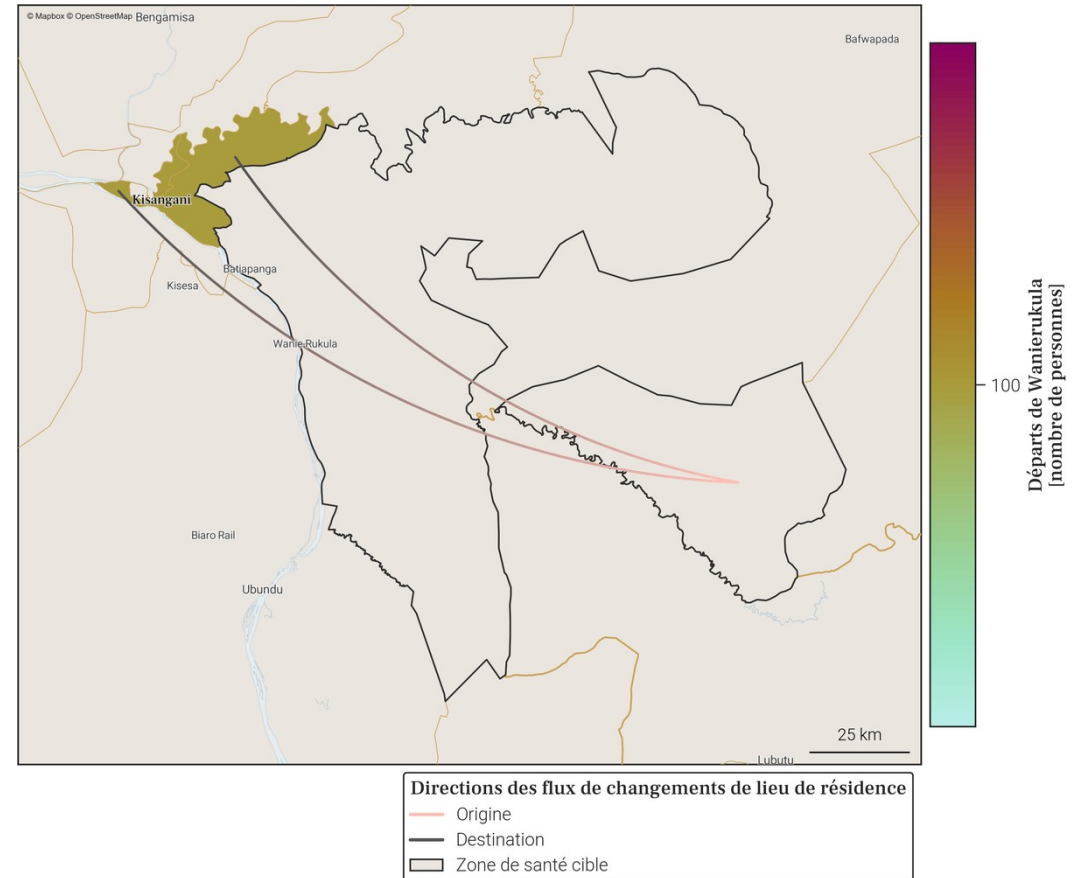 © Mapbox © OpenStreetMap
Bengamisa
Bafwapada
Kisangani
Batiapanga
Kisesa
Wanie-Rukula
Biaro Rail
Ubundu
25 km
Lubutu
100
Départs de Wanierukula
[nombre de personnes]
Directions des flux de changements de lieu de résidence
Origine
Destination
Zone de santé cible